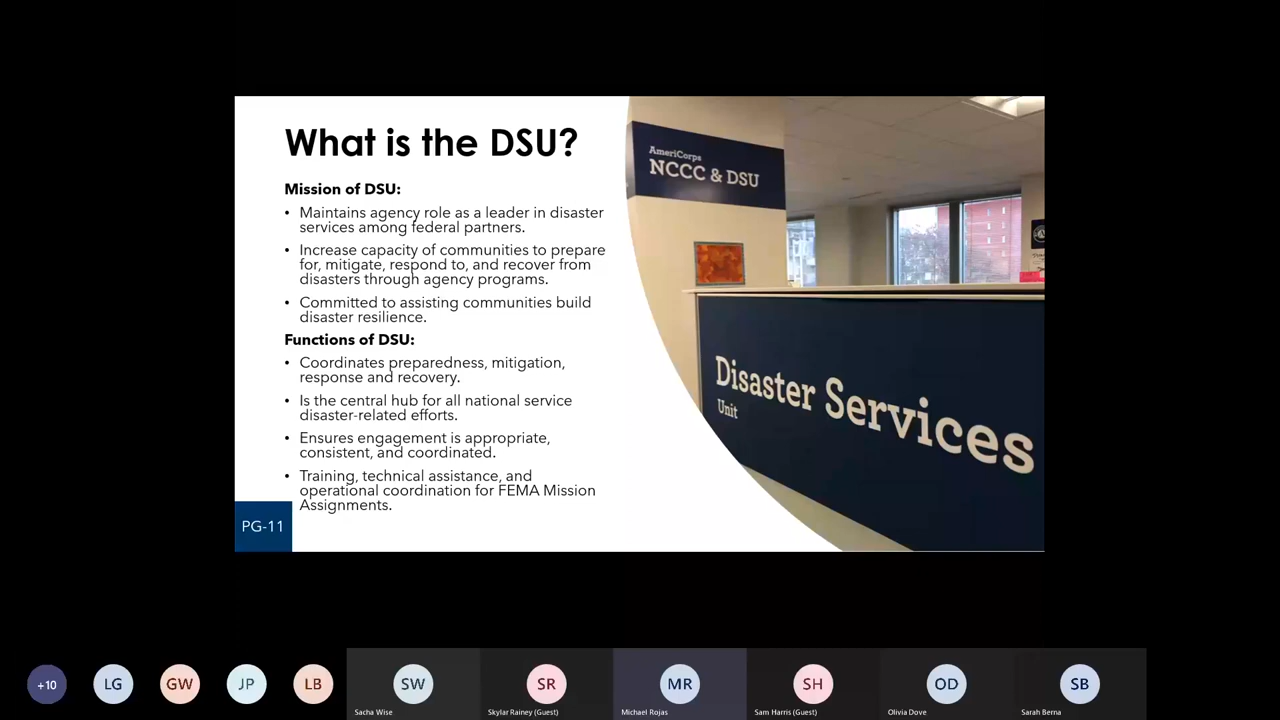 What is the DSU?
Mission of DSU:
• Maintains agency role as a leader in disaster
services among federal partners.
• Increase capacity of communities to prepare
for, mitigate, respond to, and recover from
disasters through agency programs.
• Committed to assisting communities build
disaster resilience.
Functions of DSU:
• Coordinates preparedness, mitigation,
response and recovery.
• Is the central hub for all national service
disaster-related efforts.
• Ensures engagement is appropriate,
consistent, and coordinated.
• Training, technical assistance, and
operational coordination for FEMA Mission
Assignments.
PG-11
AmeriCorps
NCCC & DSU
Disaster Services
Unit
+10
LG
GW
JP
LB
SW
Sacha Wise
SR
Skylar Rainey (Guest)
MR
Michael Rojas
SH
Sam Harris (Guest)
OD
Olivia Dove
SB
Sarah Berna